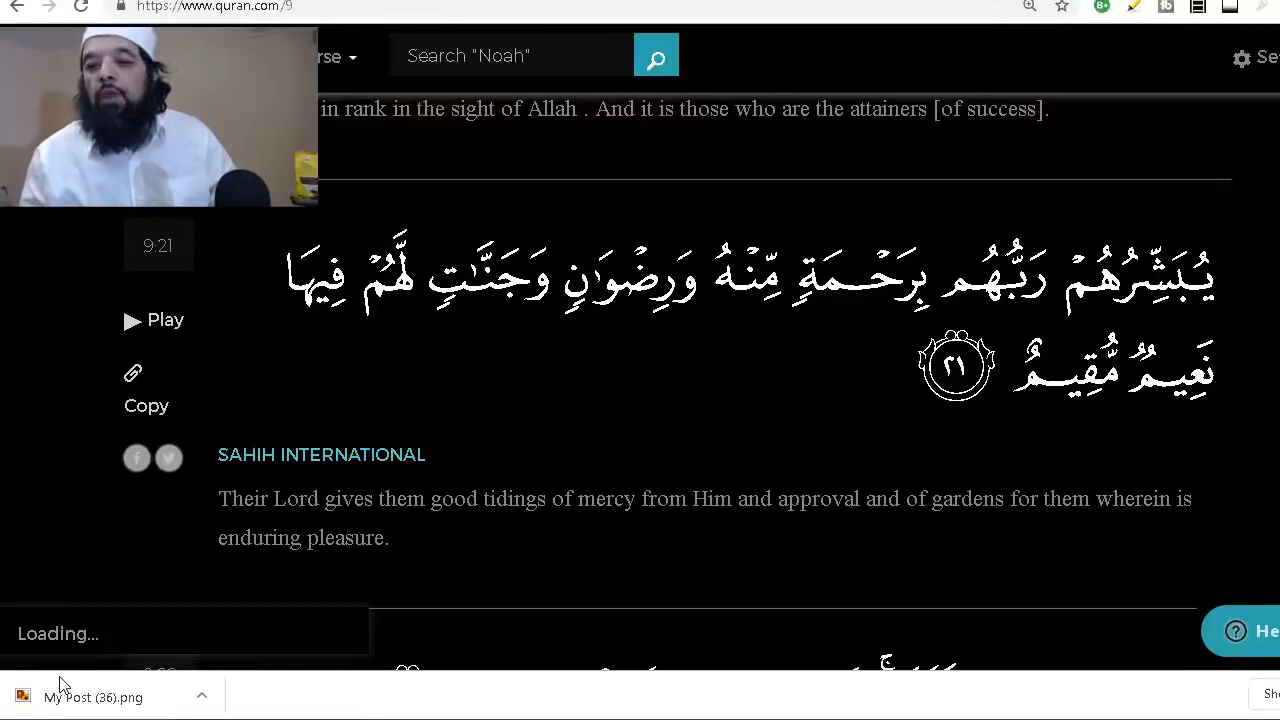 https://www.quran.com/9
rse
Search "Noah"
in rank in the sight of Allah . And it is those who are the attainers [of success].
9:21
يُبَشِّرُهُمْ رَبُّهُم بِرَحْمَةٍ مِّنْهُ وَرِضْوَٰنٍ وَجَنَّٰتٍ لَّهُمْ فِيهَا
نَعِيمٌ مُّقِيمٌ ٢١
Play
Copy
SAHIH INTERNATIONAL
Their Lord gives them good tidings of mercy from Him and approval and of gardens for them wherein is
enduring pleasure.
Loading...
He
My Post (36).png